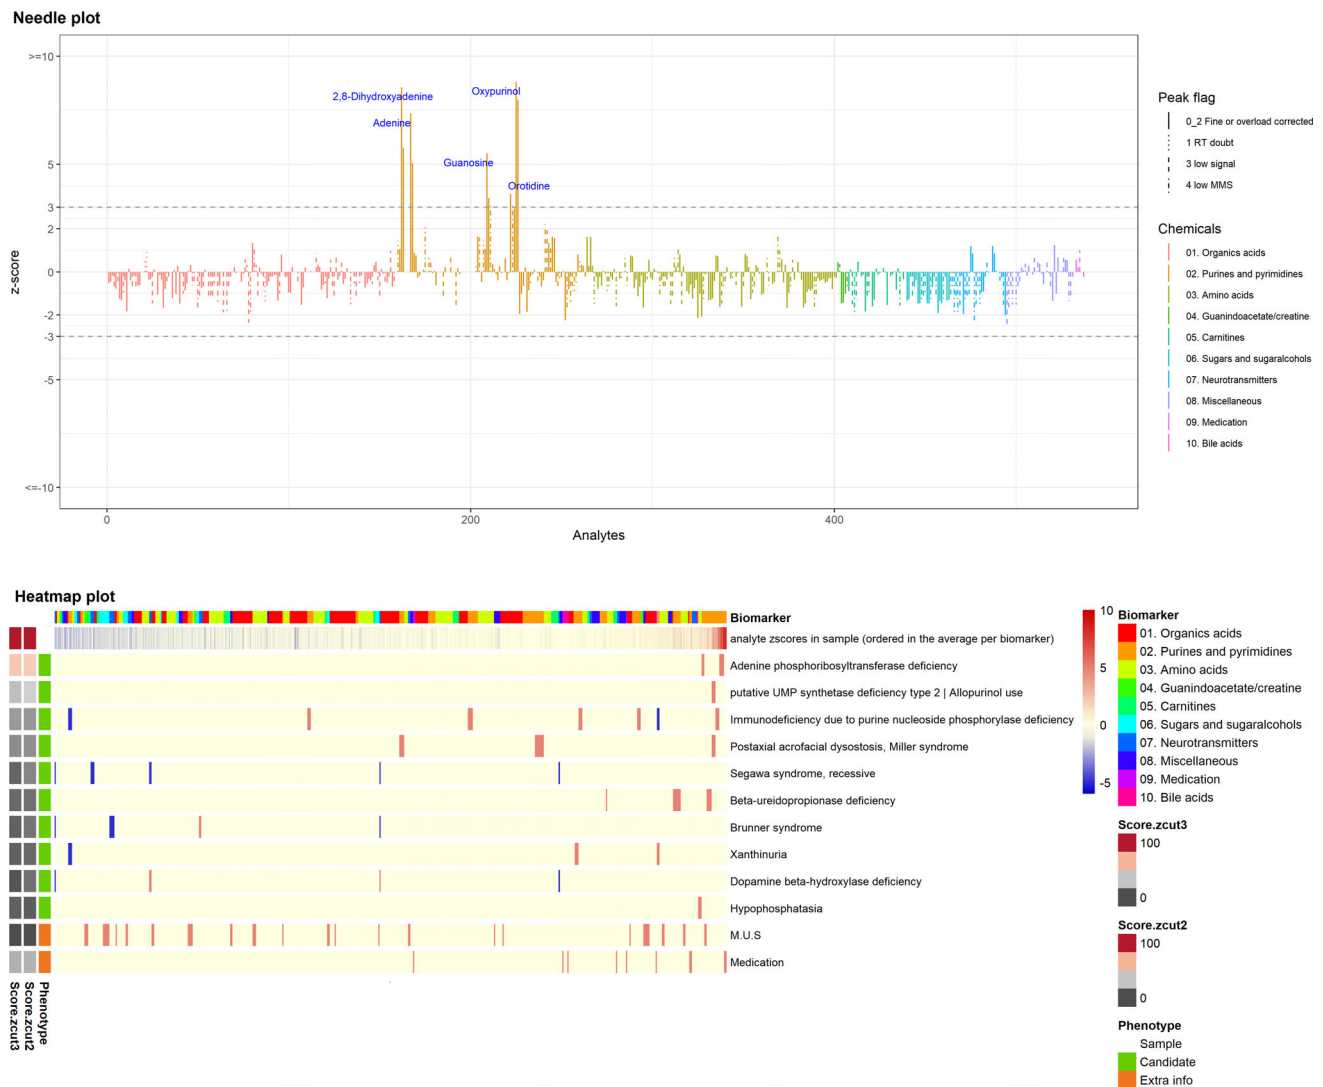 Needle plot
>=10
5
3
2
0
-2
-3
-5
<=-10
z-score
2,8-Dihydroxyadenine
Adenine
Oxypurinol
Guanosine
Orotidine
0
200
400
Analytes
Peak flag
0_2 Fine or overload corrected
1 RT doubt
3 low signal
4 low MMS
Chemicals
01. Organics acids
02. Purines and pyrimidines
03. Amino acids
04. Guanindoacetate/creatine
05. Carnitines
06. Sugars and sugaralcohols
07. Neurotransmitters
08. Miscellaneous
09. Medication
10. Bile acids
Heatmap plot
Biomarker
analyte zscores in sample (ordered in the average per biomarker)
Adenine phosphoribosyltransferase deficiency
putative UMP synthetase deficiency type 2 | Allopurinol use
Immunodeficiency due to purine nucleoside phosphorylase deficiency
Postaxial acrofacial dysostosis, Miller syndrome
Segawa syndrome, recessive
Beta-ureidopropionase deficiency
Brunner syndrome
Xanthinuria
Dopamine beta-hydroxylase deficiency
Hypophosphatasia
M.U.S
Medication
Score.zcut3
Score.zcut2
Phenotype
10
5
0
-5
Biomarker
01. Organics acids
02. Purines and pyrimidines
03. Amino acids
04. Guanindoacetate/creatine
05. Carnitines
06. Sugars and sugaralcohols
07. Neurotransmitters
08. Miscellaneous
09. Medication
10. Bile acids
Score.zcut3
100
0
Score.zcut2
100
0
Phenotype
Sample
Candidate
Extra info